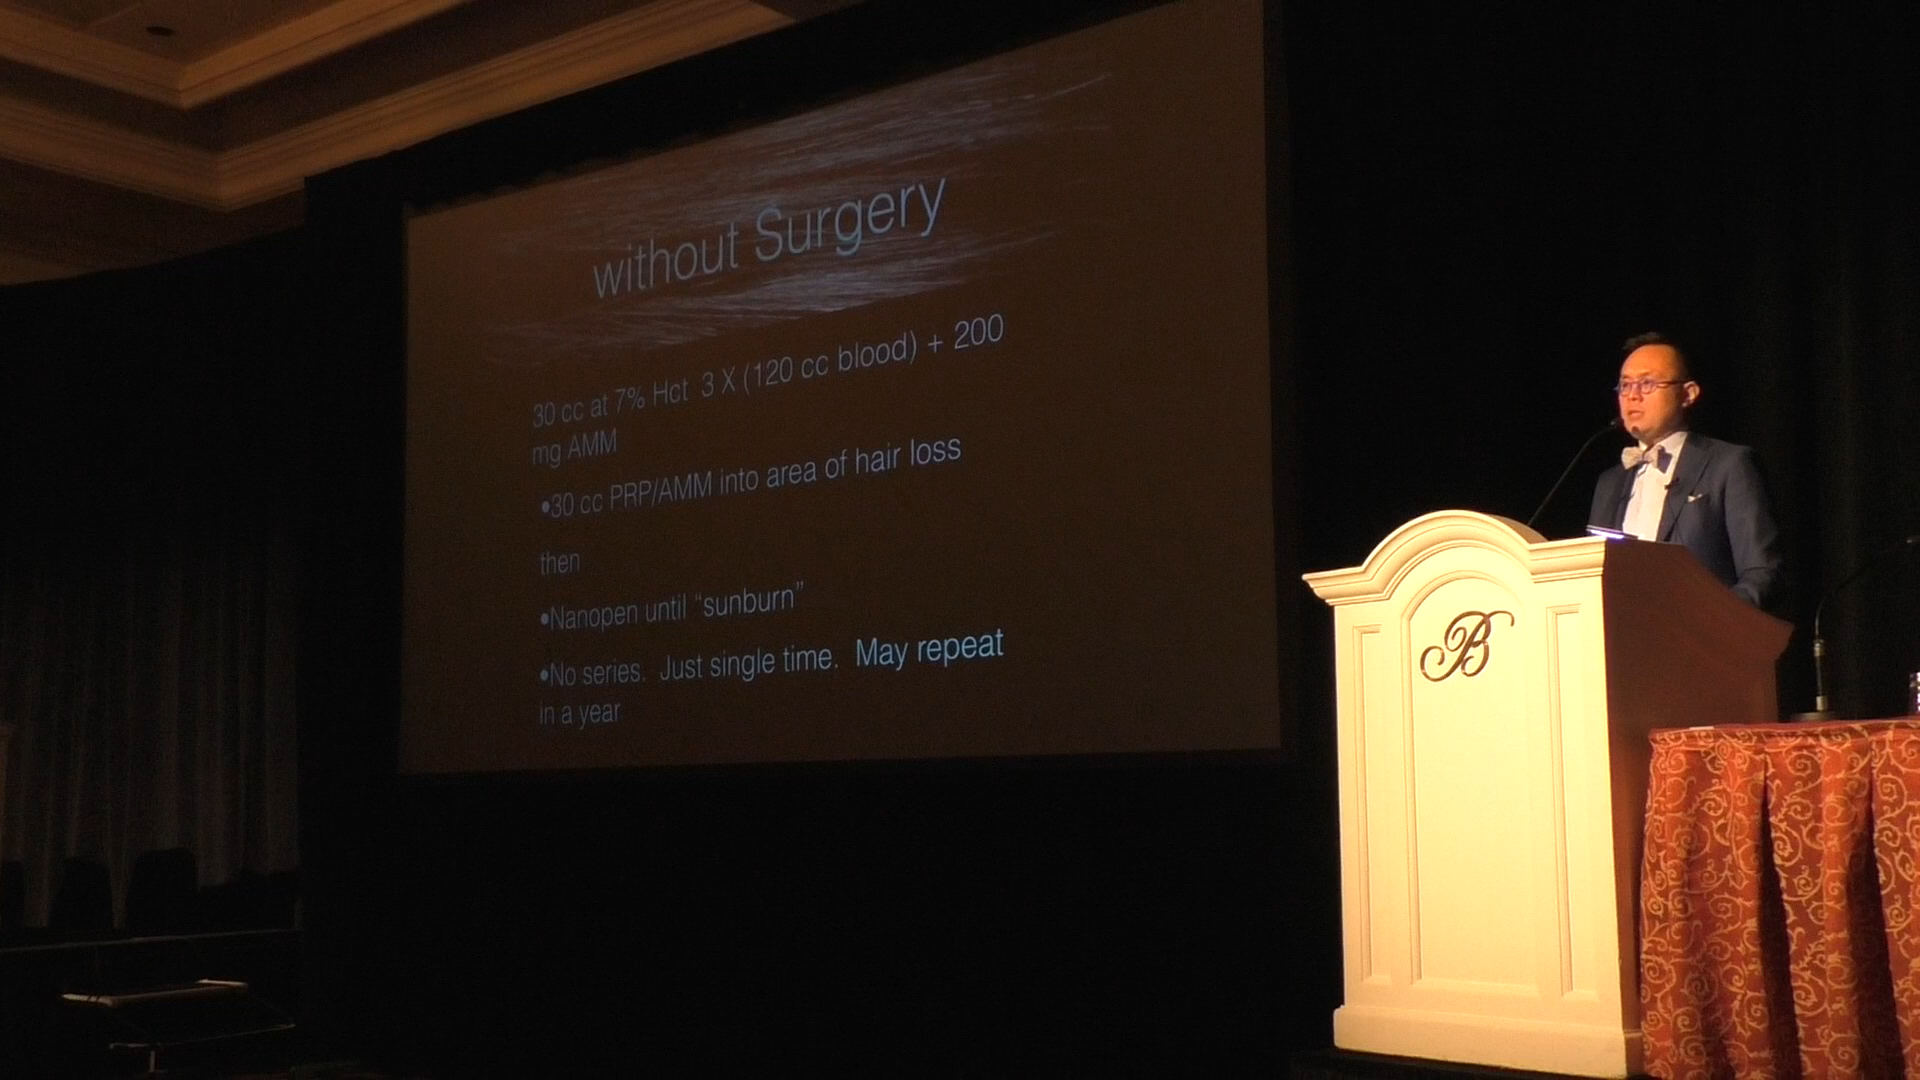 without Surgery
30 cc at 7% Hct 3 X (120 cc blood) + 200
mg AMM
•30 cc PRP/AMM into area of hair loss
then
•Nanopen until “sunburn”
•No series. Just single time. May repeat
in a year
B